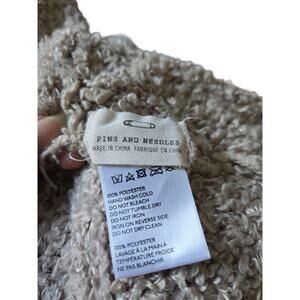 PINS AND NEEDLES
MADE IN CHINA FABRIQUÉ EN CHINE
100% POLYESTER
HAND WASH COLD
DO NOT BLEACH
DO NOT TUMBLE DRY
DO NOT IRON
IRON ON REVERSE SIDE
DO NOT DRY CLEAN
100% POLYESTER
LAVAGE À LA MAIN À
TEMPÉRATURE FROIDE
NE PAS BLANCHIR